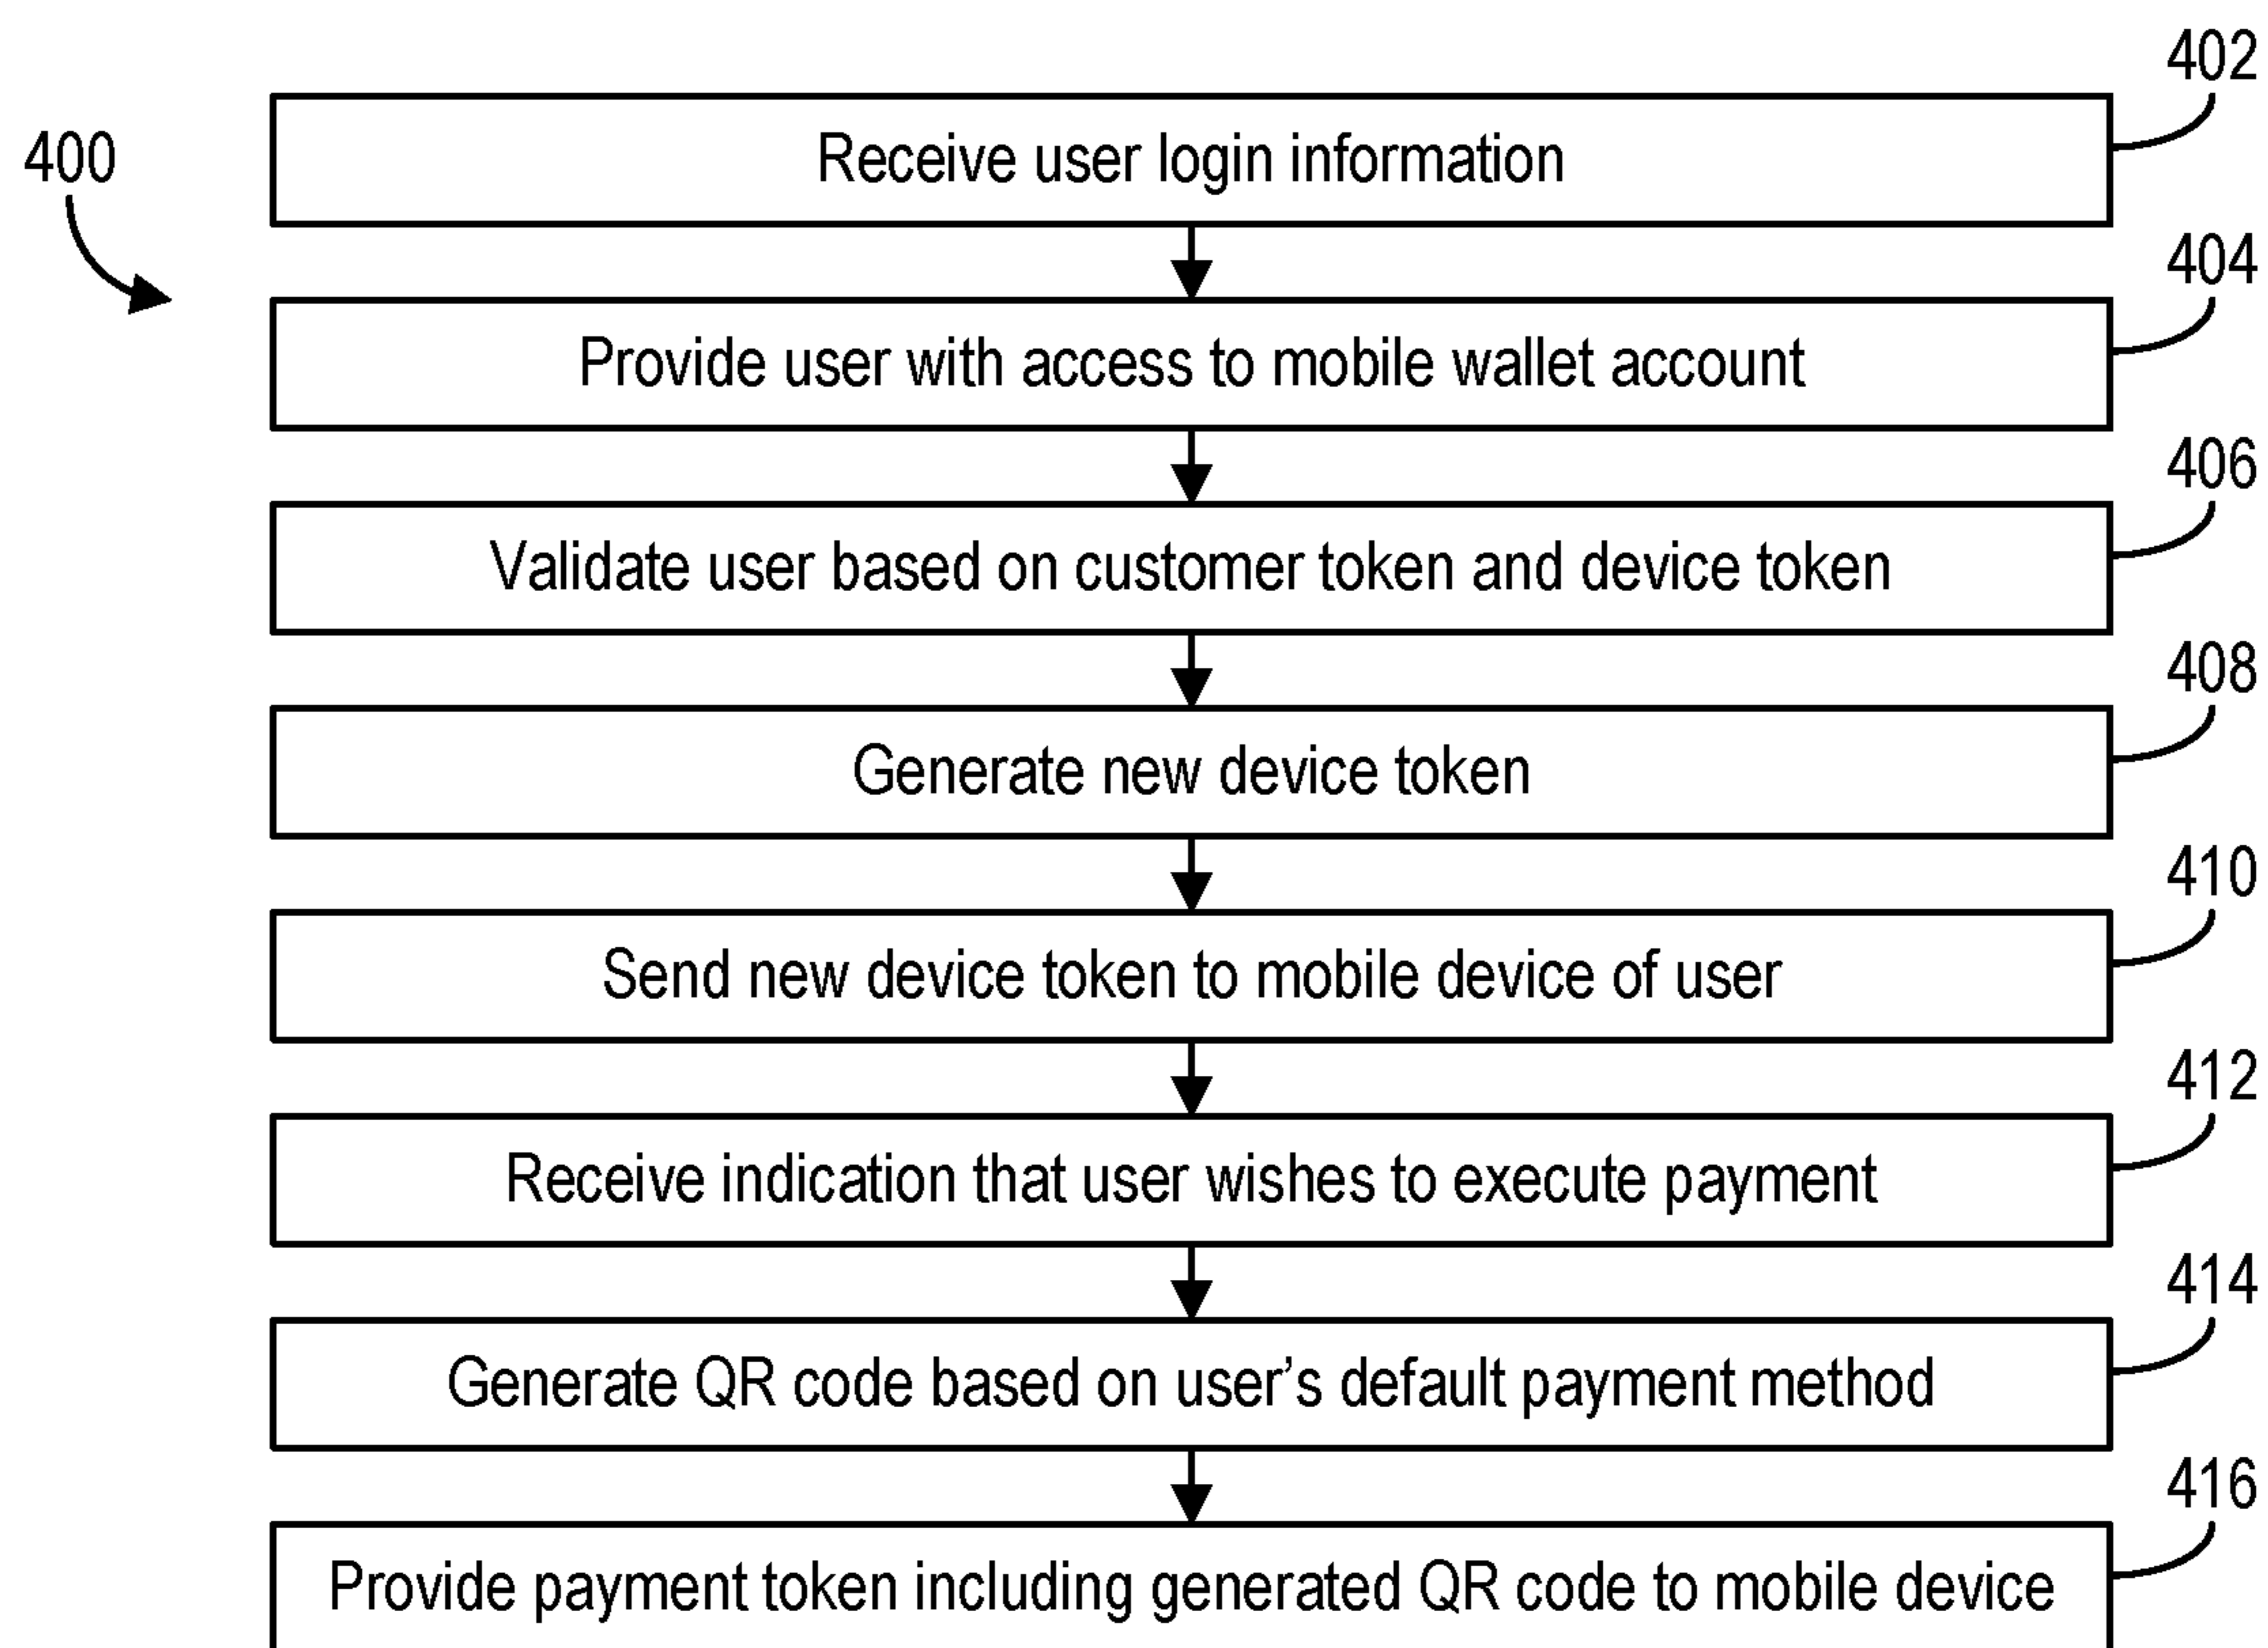 402
400
Receive user login information
404
Provide user with access to mobile wallet account
406
Validate user based on customer token and device token
408
Generate new device token
410
Send new device token to mobile device of user
412
Receive indication that user wishes to execute payment
414
Generate QR code based on user’s default payment method
416
Provide payment token including generated QR code to mobile device